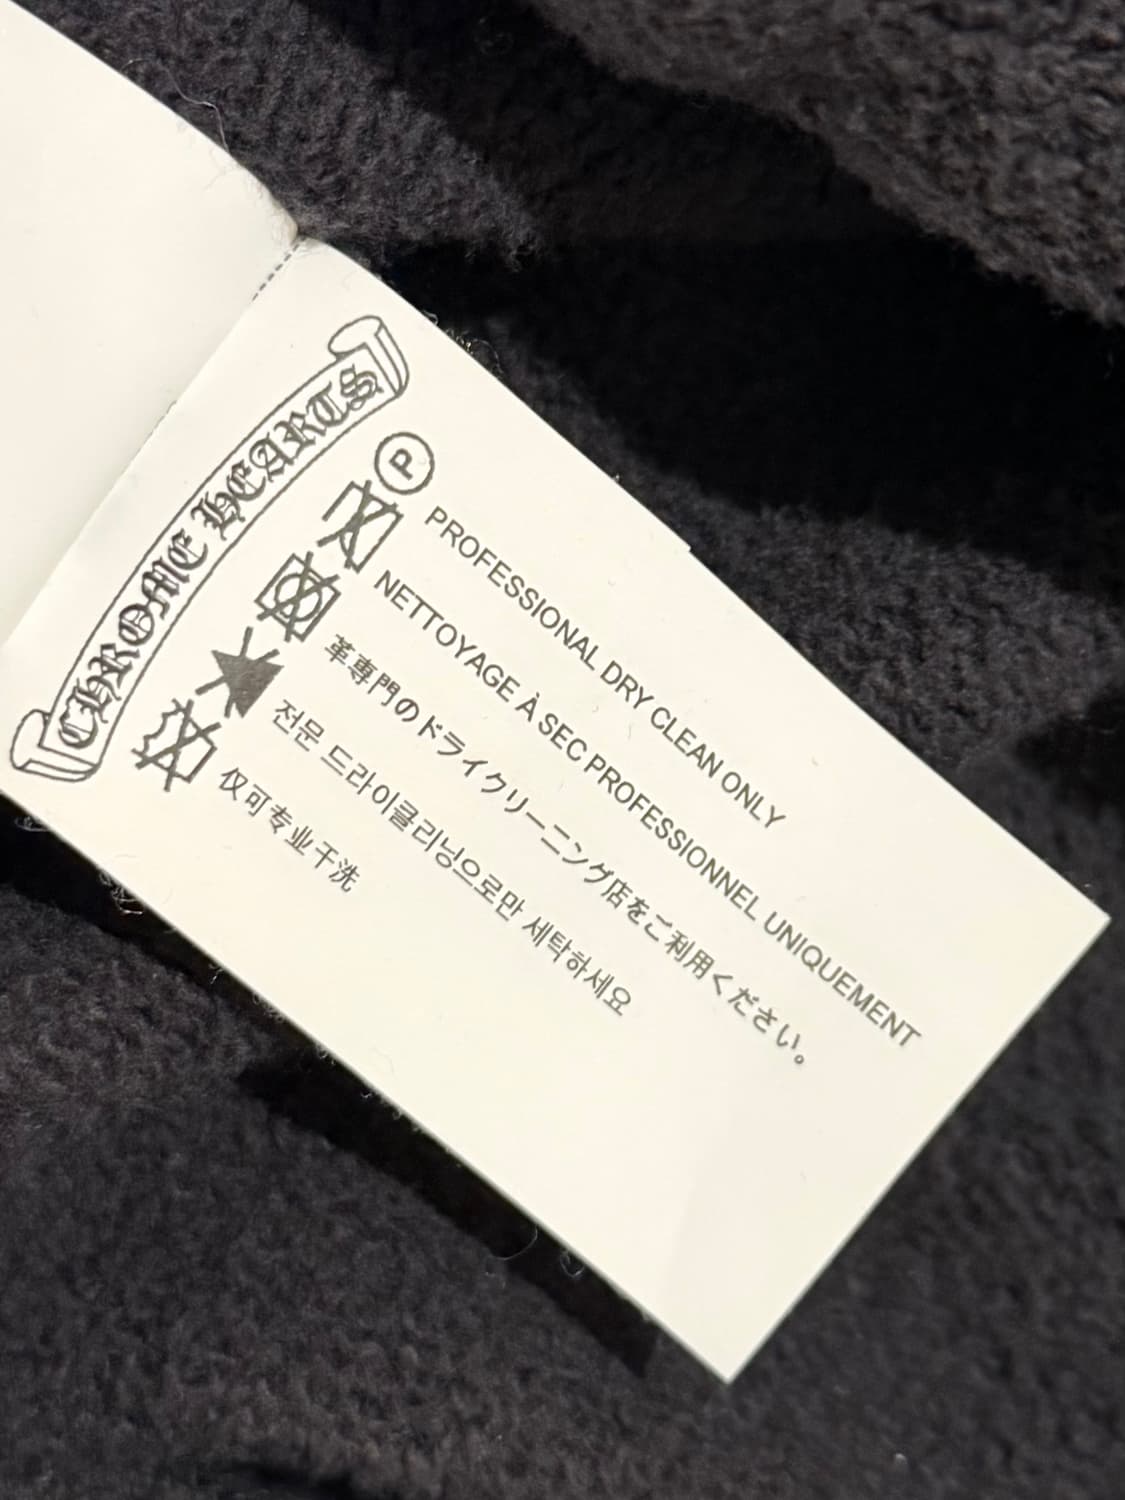 CHROME HEARTS
P
PROFESSIONAL DRY CLEAN ONLY
NETTOYAGE À SEC PROFESSIONNEL UNIQUEMENT
革専門のドライクリーニング店をご利用ください。
전문 드라이클리닝으로만 세탁하세요
仅可专业干洗